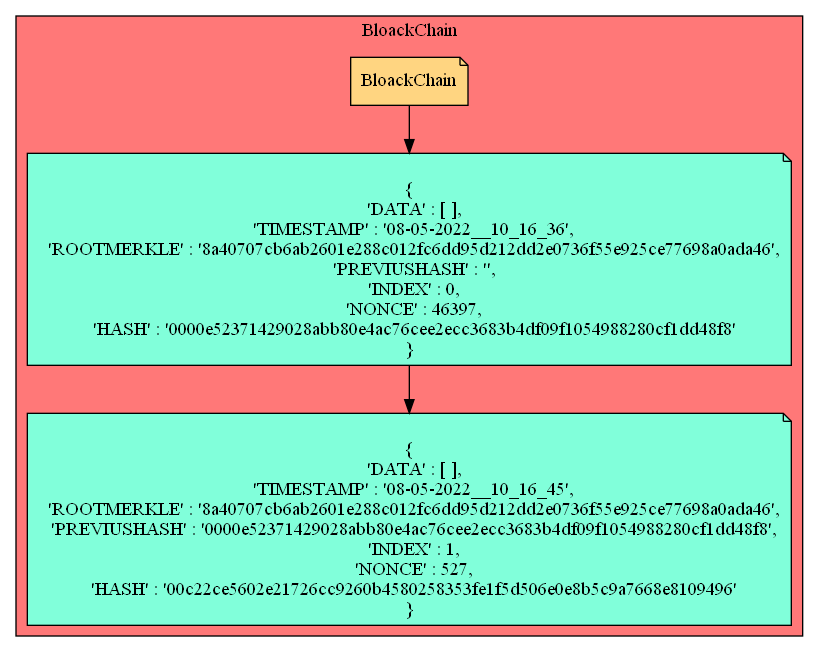 BloackChain
BloackChain
{
'DATA' : [ ],
'TIMESTAMP' : '08-05-2022__10_16_36',
'ROOTMERKLE' : '8a40707cb6ab2601e288c012fc6dd95d212dd2e0736f55e925ce77698a0ada46',
'PREVIUSHASH' : '',
'INDEX' : 0,
'NONCE' : 46397,
'HASH' : '0000e52371429028abb80e4ac76cee2ecc3683b4df09f1054988280cf1dd48f8'
}
{
'DATA' : [ ],
'TIMESTAMP' : '08-05-2022__10_16_45',
'ROOTMERKLE' : '8a40707cb6ab2601e288c012fc6dd95d212dd2e0736f55e925ce77698a0ada46',
'PREVIUSHASH' : '0000e52371429028abb80e4ac76cee2ecc3683b4df09f1054988280cf1dd48f8',
'INDEX' : 1,
'NONCE' : 527,
'HASH' : '00c22ce5602e21726cc9260b4580258353fe1f5d506e0e8b5c9a7668e8109496'
}